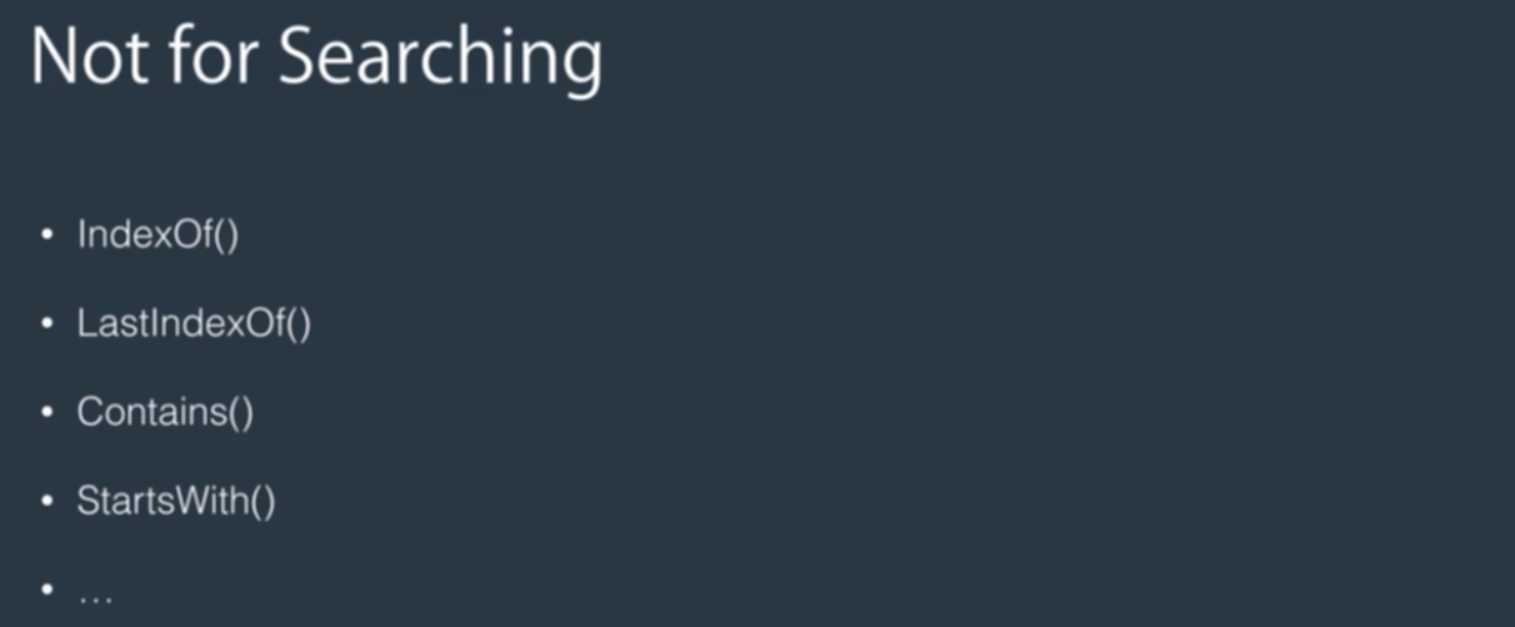 Not for Searching
• IndexOf()
• LastIndexOf()
• Contains()
• StartsWith()
• ...